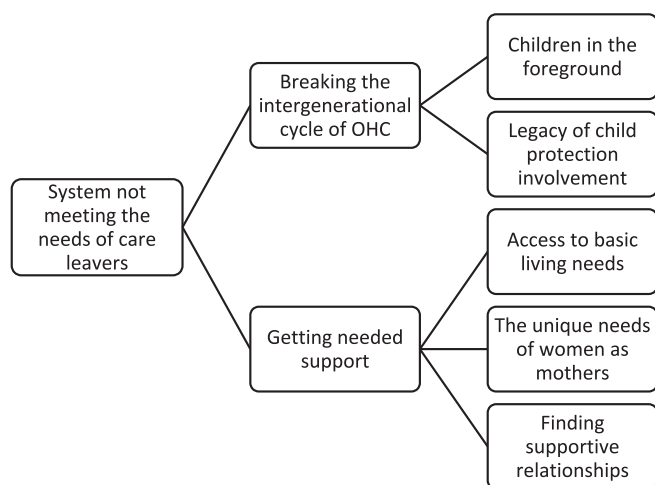 System not
meeting the
needs of care
leavers
Breaking the
intergenerational
cycle of OHC
Getting needed
support
Children in the
foreground
Legacy of child
protection
involvement
Access to basic
living needs
The unique needs
of women as
mothers
Finding
supportive
relationships